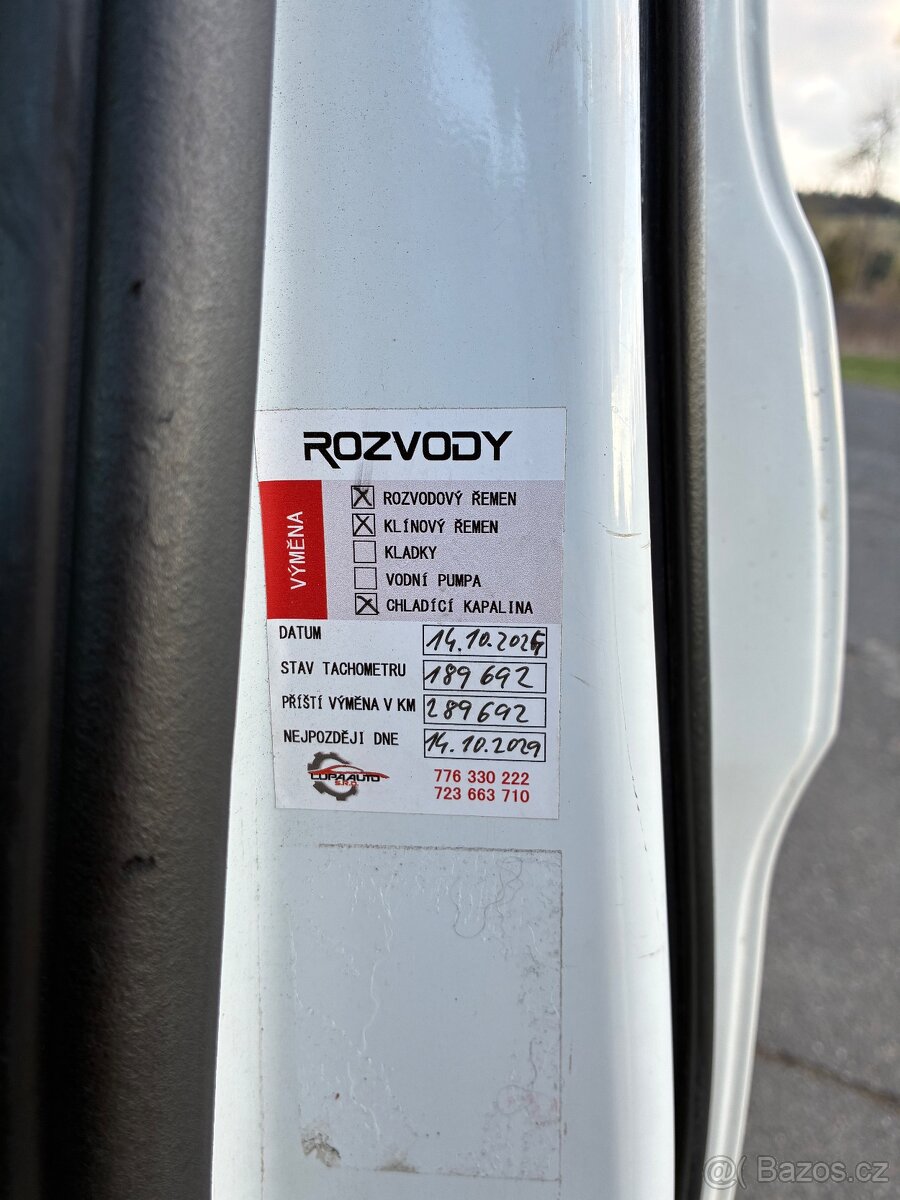 ROZVODY
VÝMĚNA
X ROZVODOVÝ ŘEMEN
X KLÍNOVÝ ŘEMEN
KLADKY
VODNÍ PUMPA
X CHLADÍCÍ KAPALINA
DATUM
STAV TACHOMETRU 189 692
PŘÍŠTÍ VÝMĚNA V KM 289692
NEJPOZDĚJI DNE 14.10.2029
LUPAAUTO
S.R.O.
776 330 222
723 663 710
@( Bazos.cz